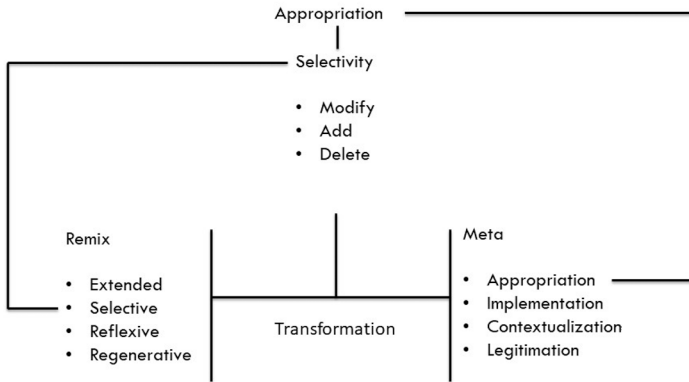 Appropriation
Selectivity
• Modify
• Add
• Delete
Remix
• Extended
• Selective
• Reflexive
• Regenerative
Transformation
Meta
• Appropriation
• Implementation
• Contextualization
• Legitimation